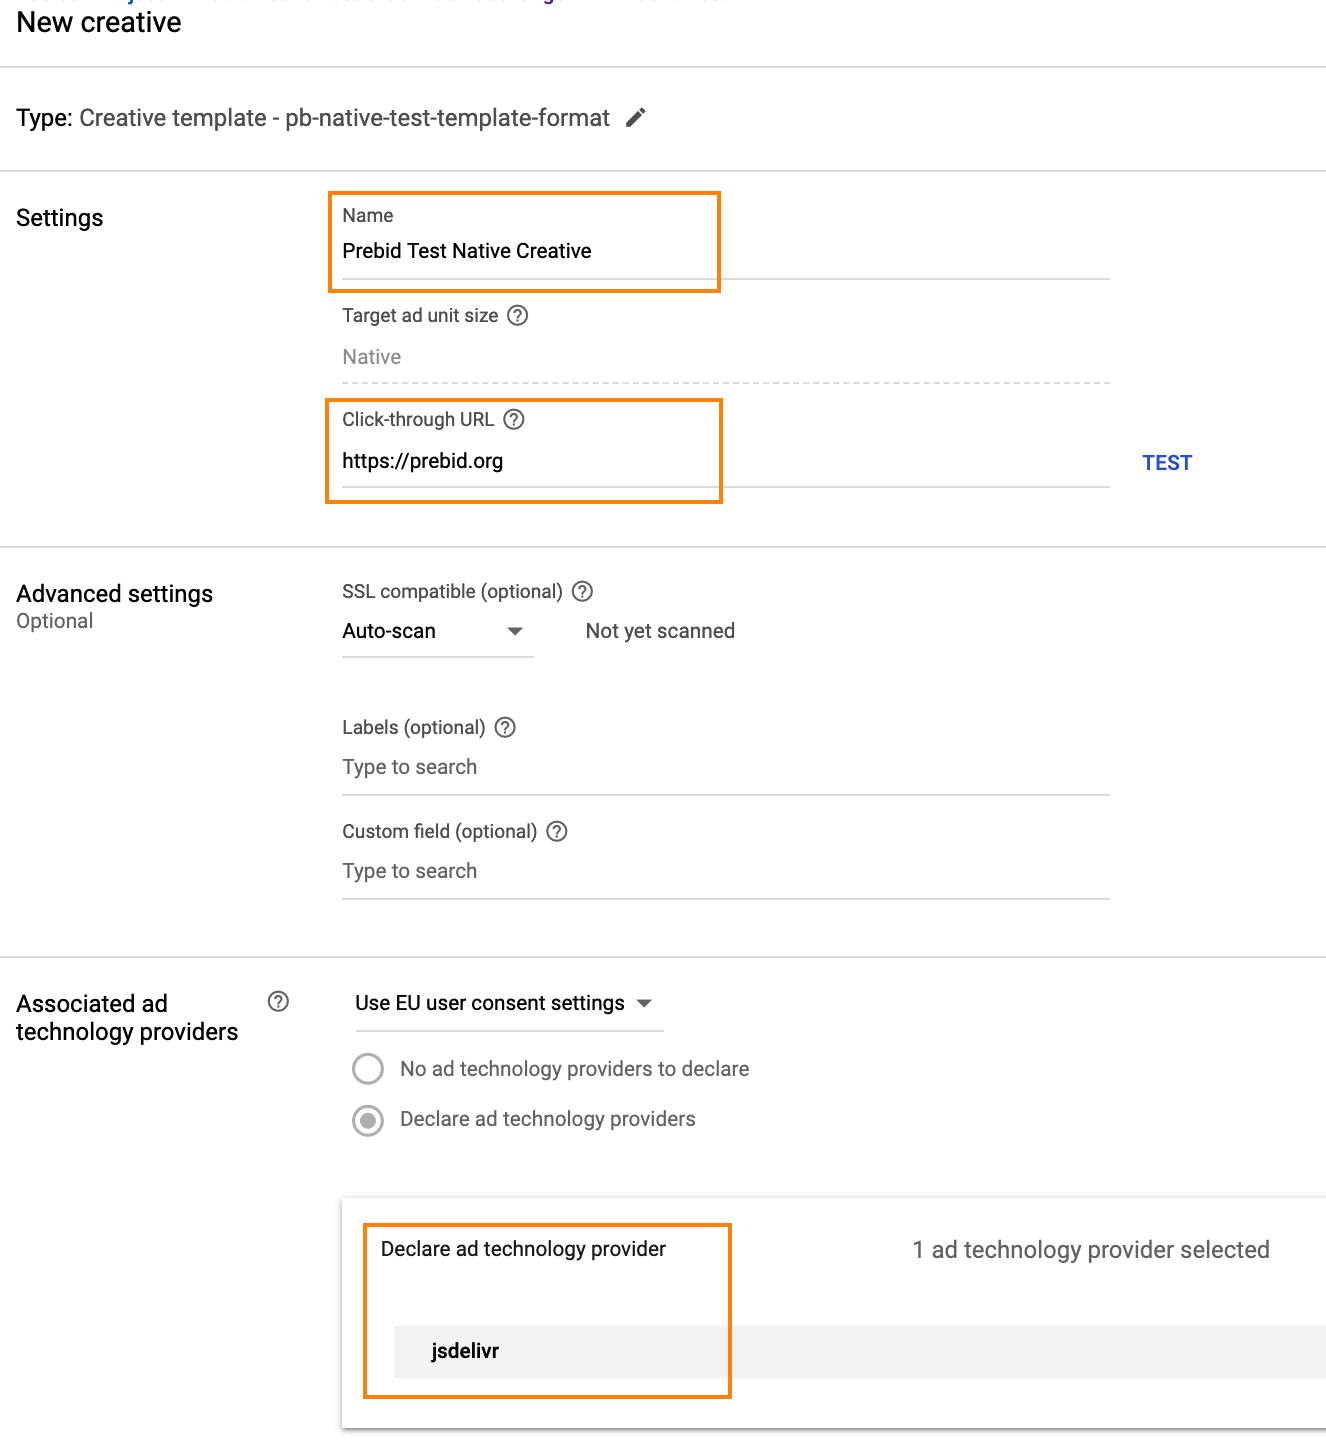 New creative
Type: Creative template - pb-native-test-template-format
Settings
Name
Prebid Test Native Creative
Target ad unit size
Native
Click-through URL
https://prebid.org
TEST
Advanced settings
Optional
SSL compatible (optional)
Auto-scan
Not yet scanned
Labels (optional)
Type to search
Custom field (optional)
Type to search
Associated ad
technology providers
Use EU user consent settings
No ad technology providers to declare
Declare ad technology providers
Declare ad technology provider
1 ad technology provider selected
jsdelivr